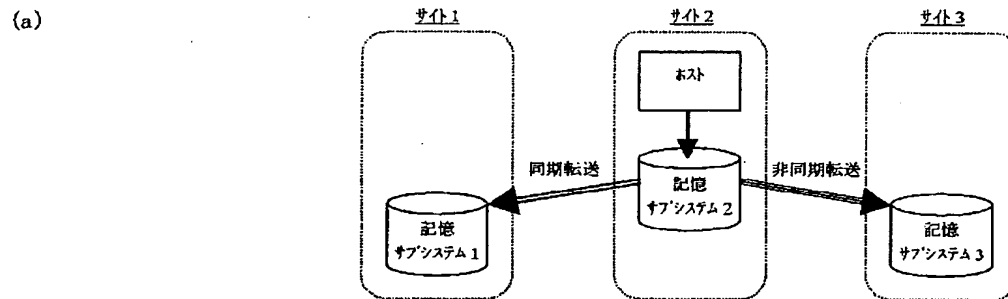 (a)
サイト1
サイト2
サイト3
ホスト
同期転送
非同期転送
記憶
サブシステム2
記憶
サブシステム1
記憶
サブシステム3